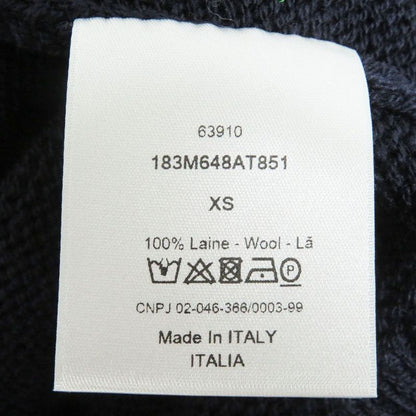 63910
183M648AT851
XS
100% Laine - Wool - Lã
P
CNPJ 02-046-366/0003-99
Made In ITALY
ITALIA